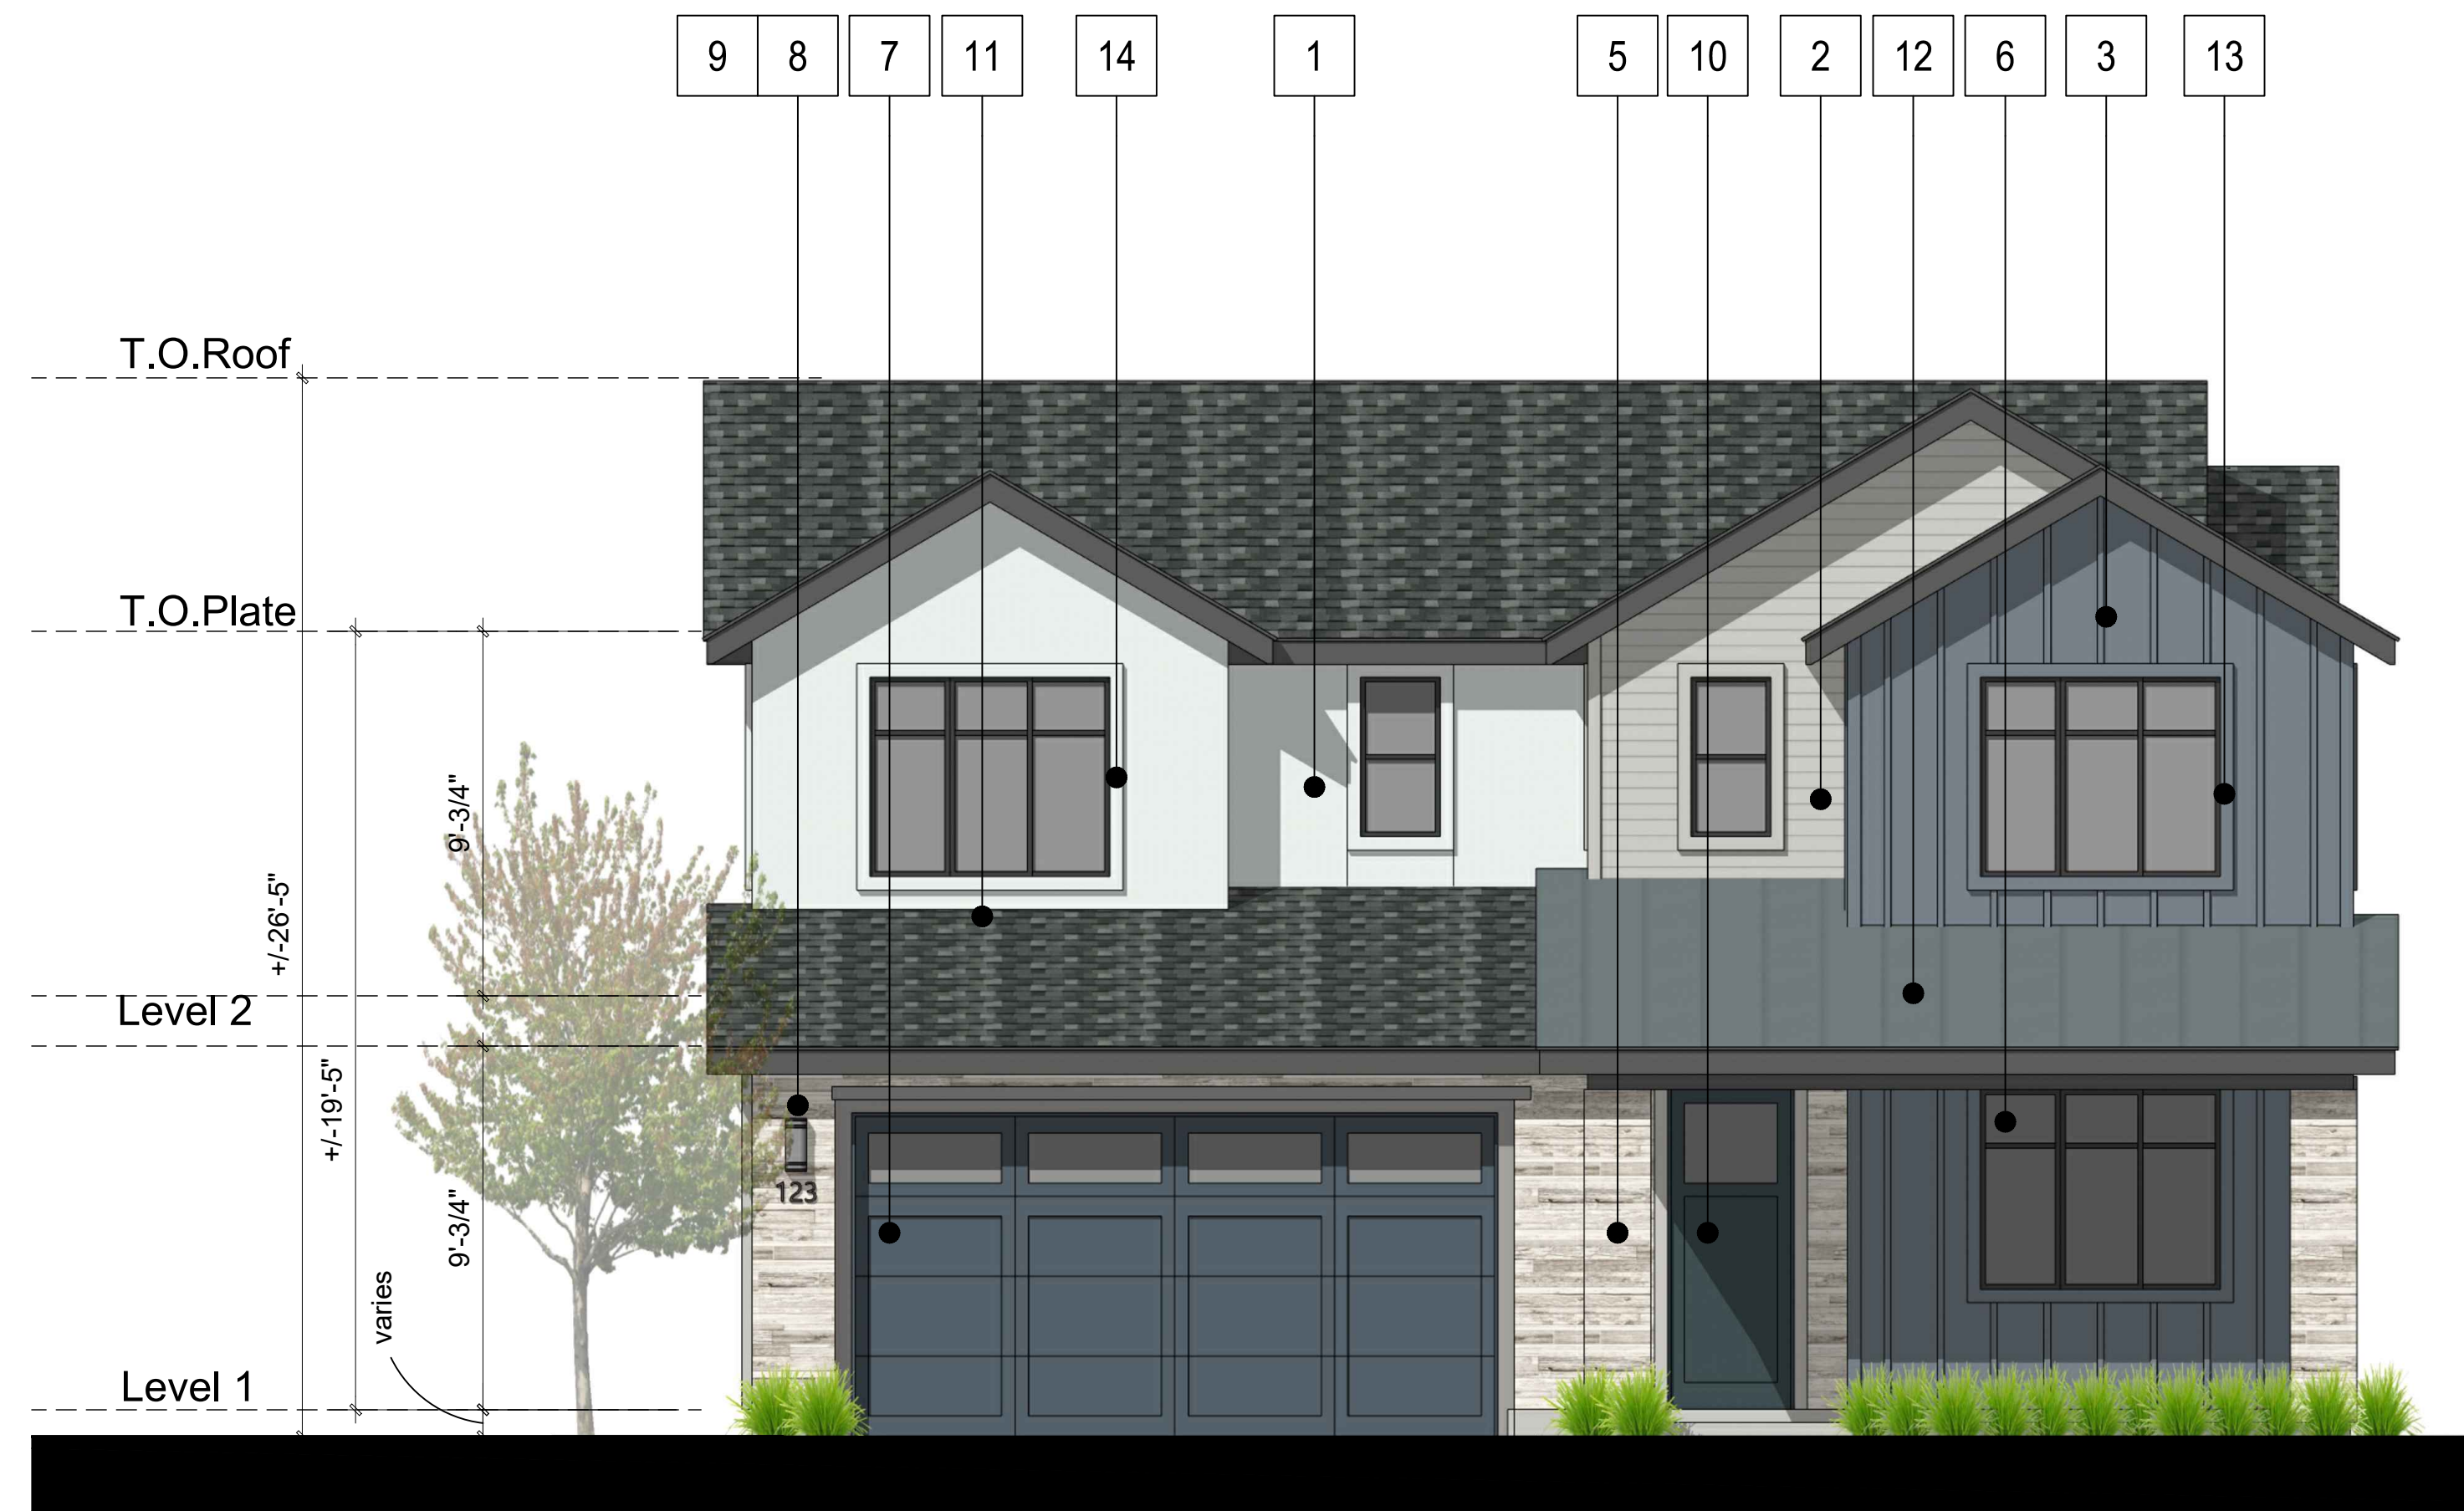 9 8 7 11 14 1 5 10 2 12 6 3 13
T.O.Roof
T.O.Plate
9'-3/4"
+/-26'-5"
Level 2
+/-19'-5"
9'-3/4"
123
varies
Level 1